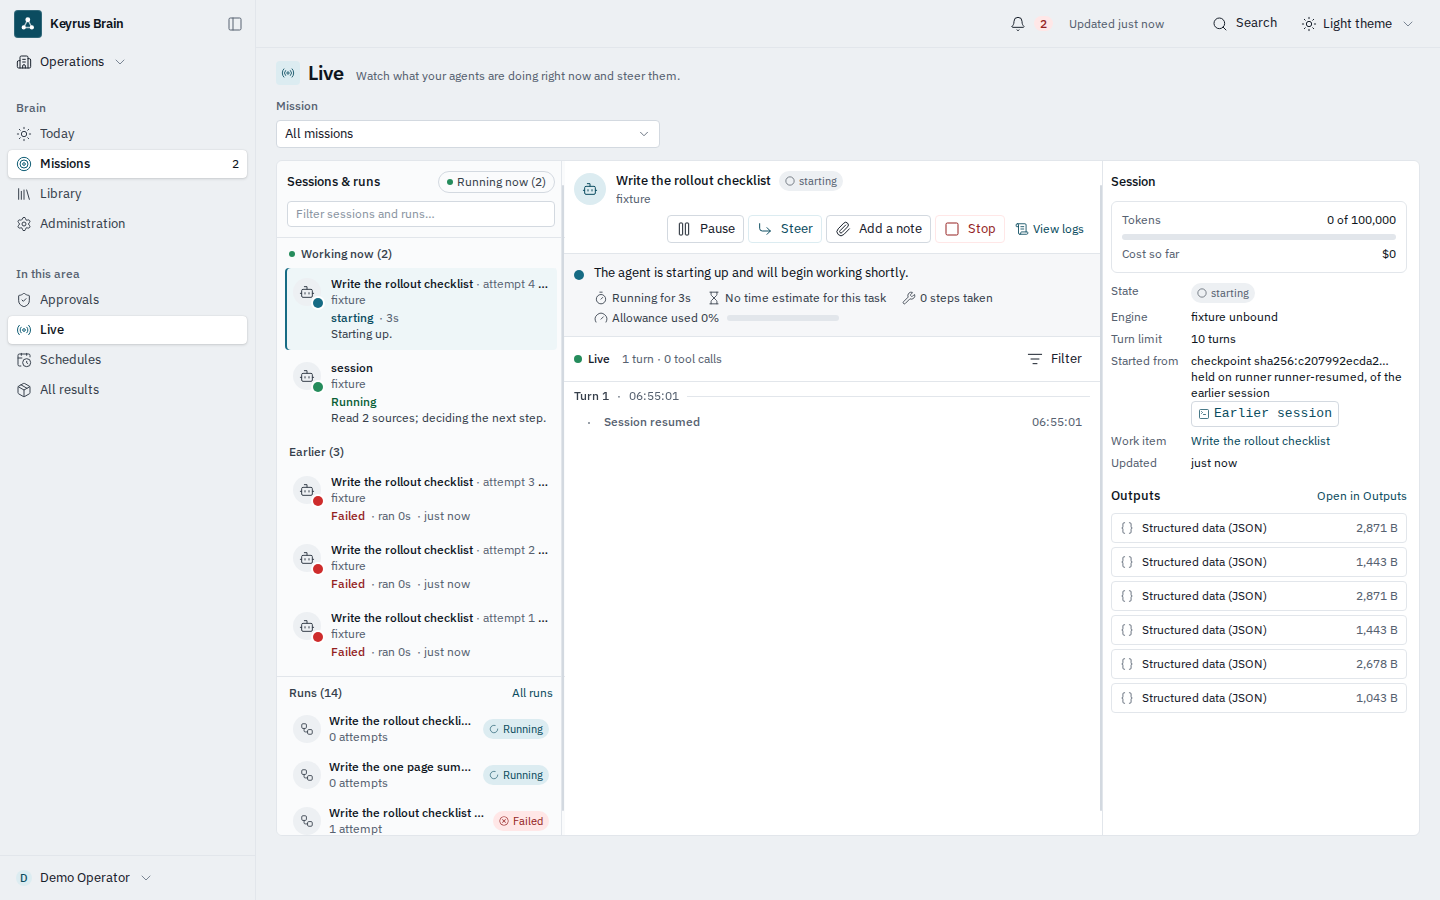 Keyrus Brain
Operations
Brain
Today
Missions 2
Library
Administration
In this area
Approvals
Live
Schedules
All results
D Demo Operator
2 Updated just now Search Light theme
Live Watch what your agents are doing right now and steer them.
Mission
All missions
Sessions & runs Running now (2)
Filter sessions and runs...
Working now (2)
Write the rollout checklist · attempt 4 ...
fixture
starting · 3s
Starting up.
session
fixture
Running
Read 2 sources; deciding the next step.
Earlier (3)
Write the rollout checklist · attempt 3 ...
fixture
Failed · ran 0s · just now
Write the rollout checklist · attempt 2 ...
fixture
Failed · ran 0s · just now
Write the rollout checklist · attempt 1 ...
fixture
Failed · ran 0s · just now
Runs (14) All runs
Write the rollout checkli... Running
0 attempts
Write the one page sum... Running
0 attempts
Write the rollout checklist ... Failed
1 attempt
Write the rollout checklist starting
fixture
Pause Steer Add a note Stop View logs
The agent is starting up and will begin working shortly.
Running for 3s No time estimate for this task 0 steps taken
Allowance used 0%
Live 1 turn · 0 tool calls Filter
Turn 1 · 06:55:01
· Session resumed 06:55:01
Session
Tokens 0 of 100,000
Cost so far $0
State starting
Engine fixture unbound
Turn limit 10 turns
Started from checkpoint sha256:c207992ecda2...
held on runner runner-resumed, of the
earlier session
Earlier session
Work item Write the rollout checklist
Updated just now
Outputs Open in Outputs
{ } Structured data (JSON) 2,871 B
{ } Structured data (JSON) 1,443 B
{ } Structured data (JSON) 2,871 B
{ } Structured data (JSON) 1,443 B
{ } Structured data (JSON) 2,678 B
{ } Structured data (JSON) 1,043 B